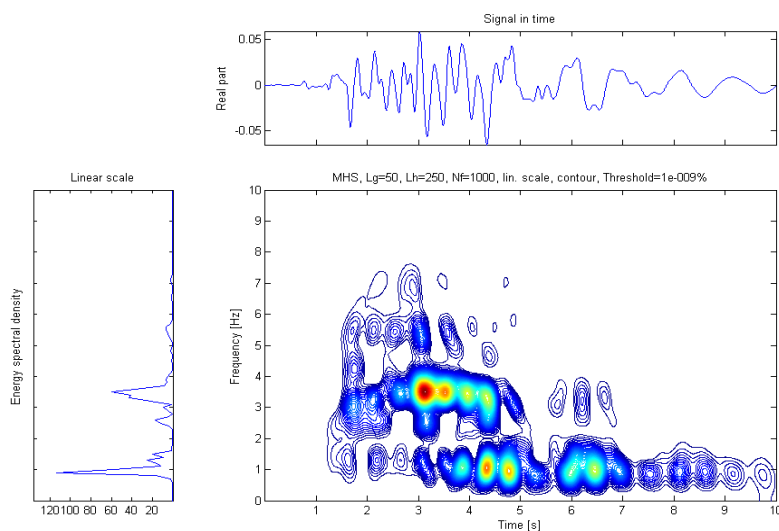 Signal in time
0.05
0
-0.05
Real part
Linear scale
MHS, Lg=50, Lh=250, Nf=1000, lin. scale, contour, Threshold=1e-009%
Energy spectral density
120 100 80 60 40 20
Frequency [Hz]
10
9
8
7
6
5
4
3
2
1
0
1 2 3 4 5 6 7 8 9 10
Time [s]